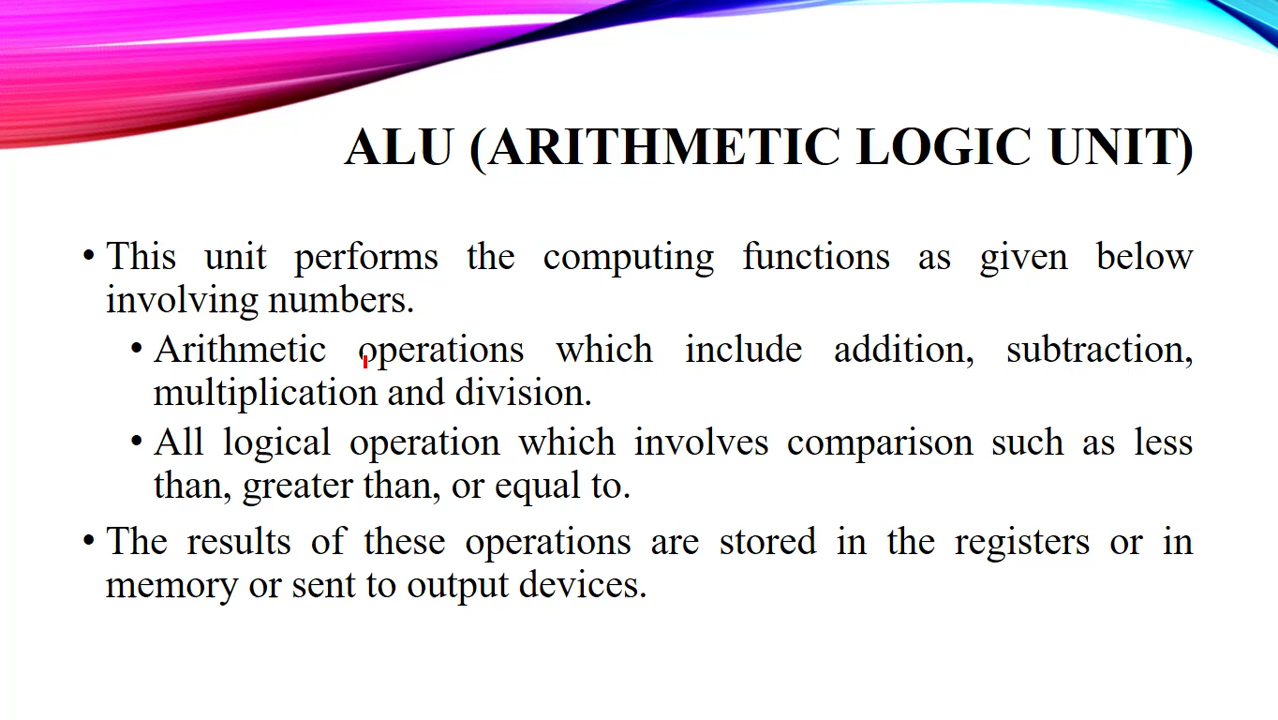 ALU (ARITHMETIC LOGIC UNIT)
• This unit performs the computing functions as given below
involving numbers.
• Arithmetic operations which include addition, subtraction,
multiplication and division.
• All logical operation which involves comparison such as less
than, greater than, or equal to.
• The results of these operations are stored in the registers or in
memory or sent to output devices.